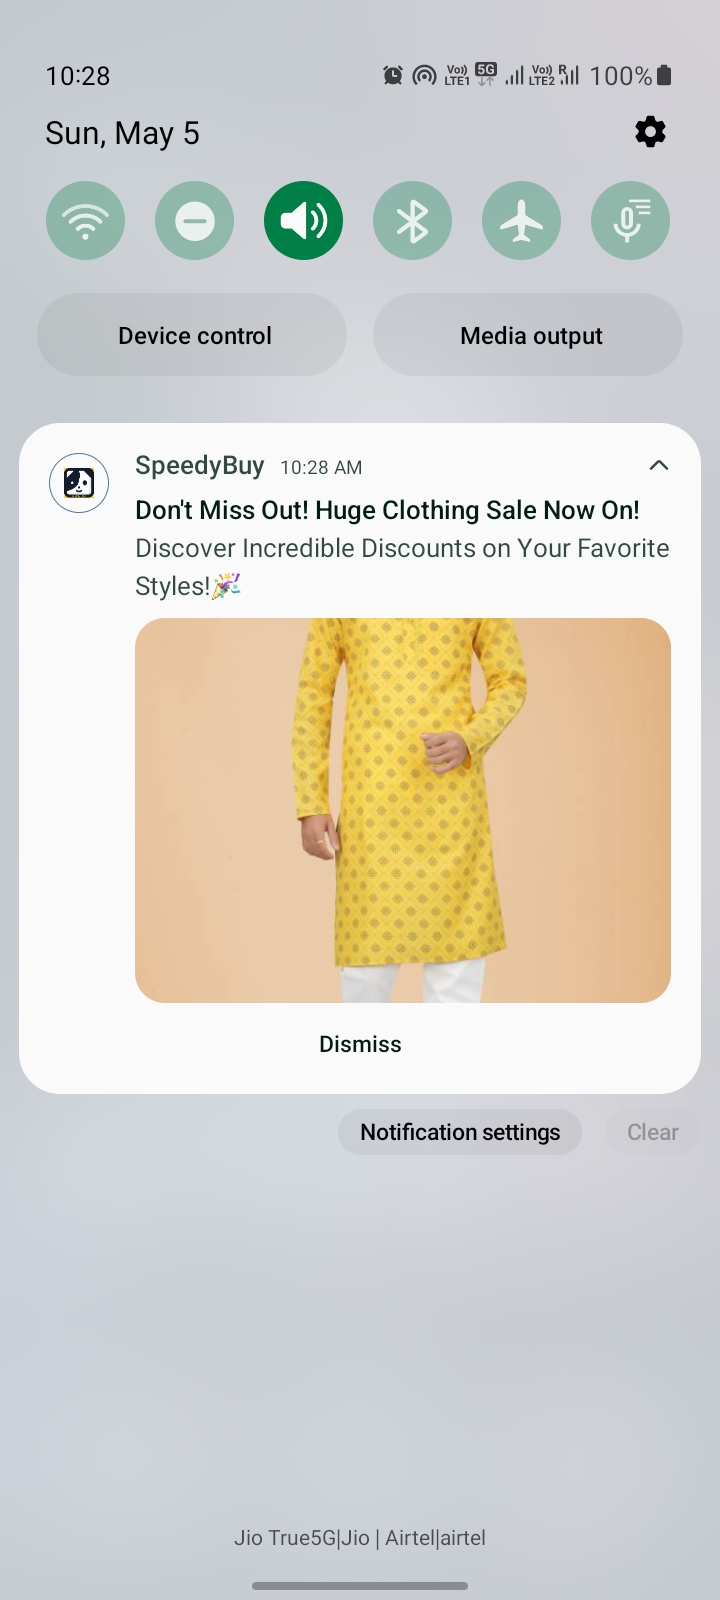 10:28
Vo)) LTE1 5G Vo)) LTE2 R 100%
Sun, May 5
Device control
Media output
SpeedyBuy 10:28 AM
Don't Miss Out! Huge Clothing Sale Now On!
Discover Incredible Discounts on Your Favorite
Styles!🎉
Dismiss
Notification settings
Clear
Jio True5G|Jio | Airtel|airtel